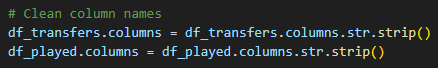 # Clean column names
df_transfers.columns = df_transfers.columns.str.strip()
df_played.columns = df_played.columns.str.strip()